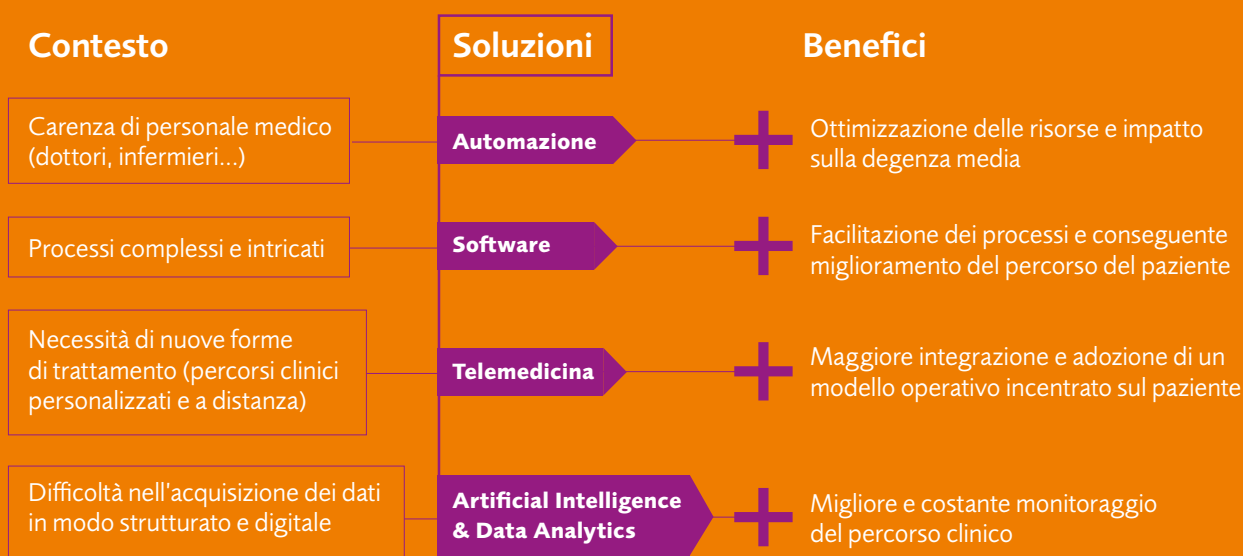 Contesto
Soluzioni
Benefici
Carenza di personale medico
(dottori, infermieri...)
Automazione
Ottimizzazione delle risorse e impatto
sulla degenza media
Processi complessi e intricati
Software
Facilitazione dei processi e conseguente
miglioramento del percorso del paziente
Necessità di nuove forme
di trattamento (percorsi clinici
personalizzati e a distanza)
Telemedicina
Maggiore integrazione e adozione di un
modello operativo incentrato sul paziente
Difficoltà nell'acquisizione dei dati
in modo strutturato e digitale
Artificial Intelligence
& Data Analytics
Migliore e costante monitoraggio
del percorso clinico